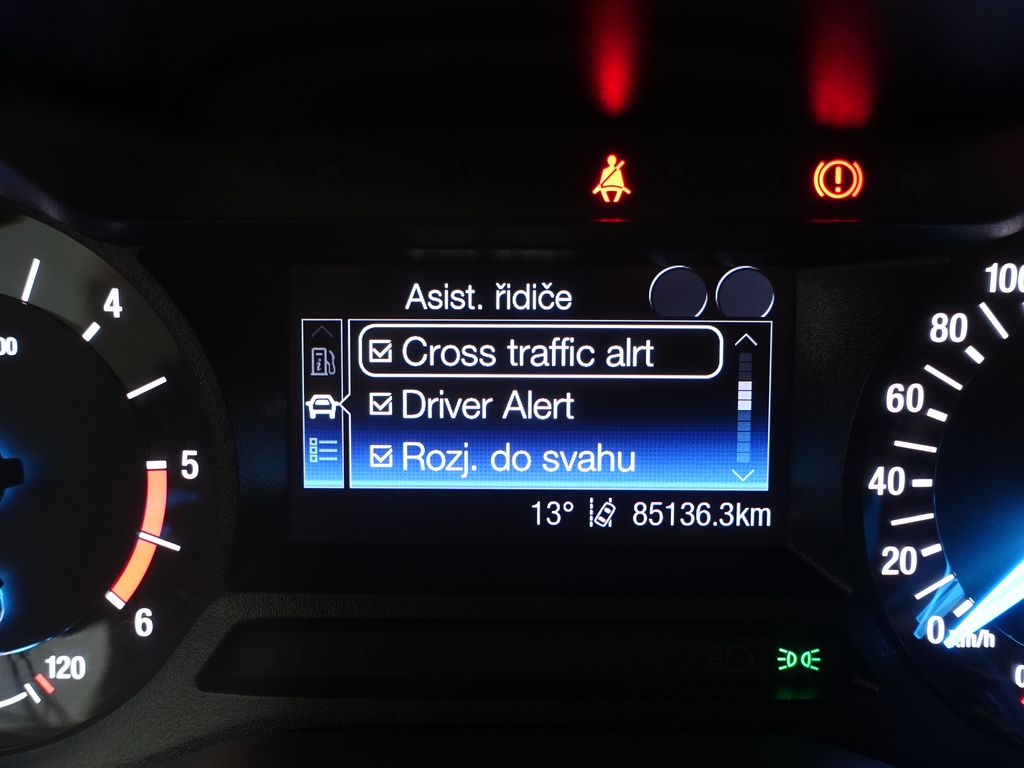 Asist. řidiče
Cross traffic alrt
Driver Alert
Rozj. do svahu
13° 85136.3km
4
5
6
120
100
80
60
40
20
0
km/h